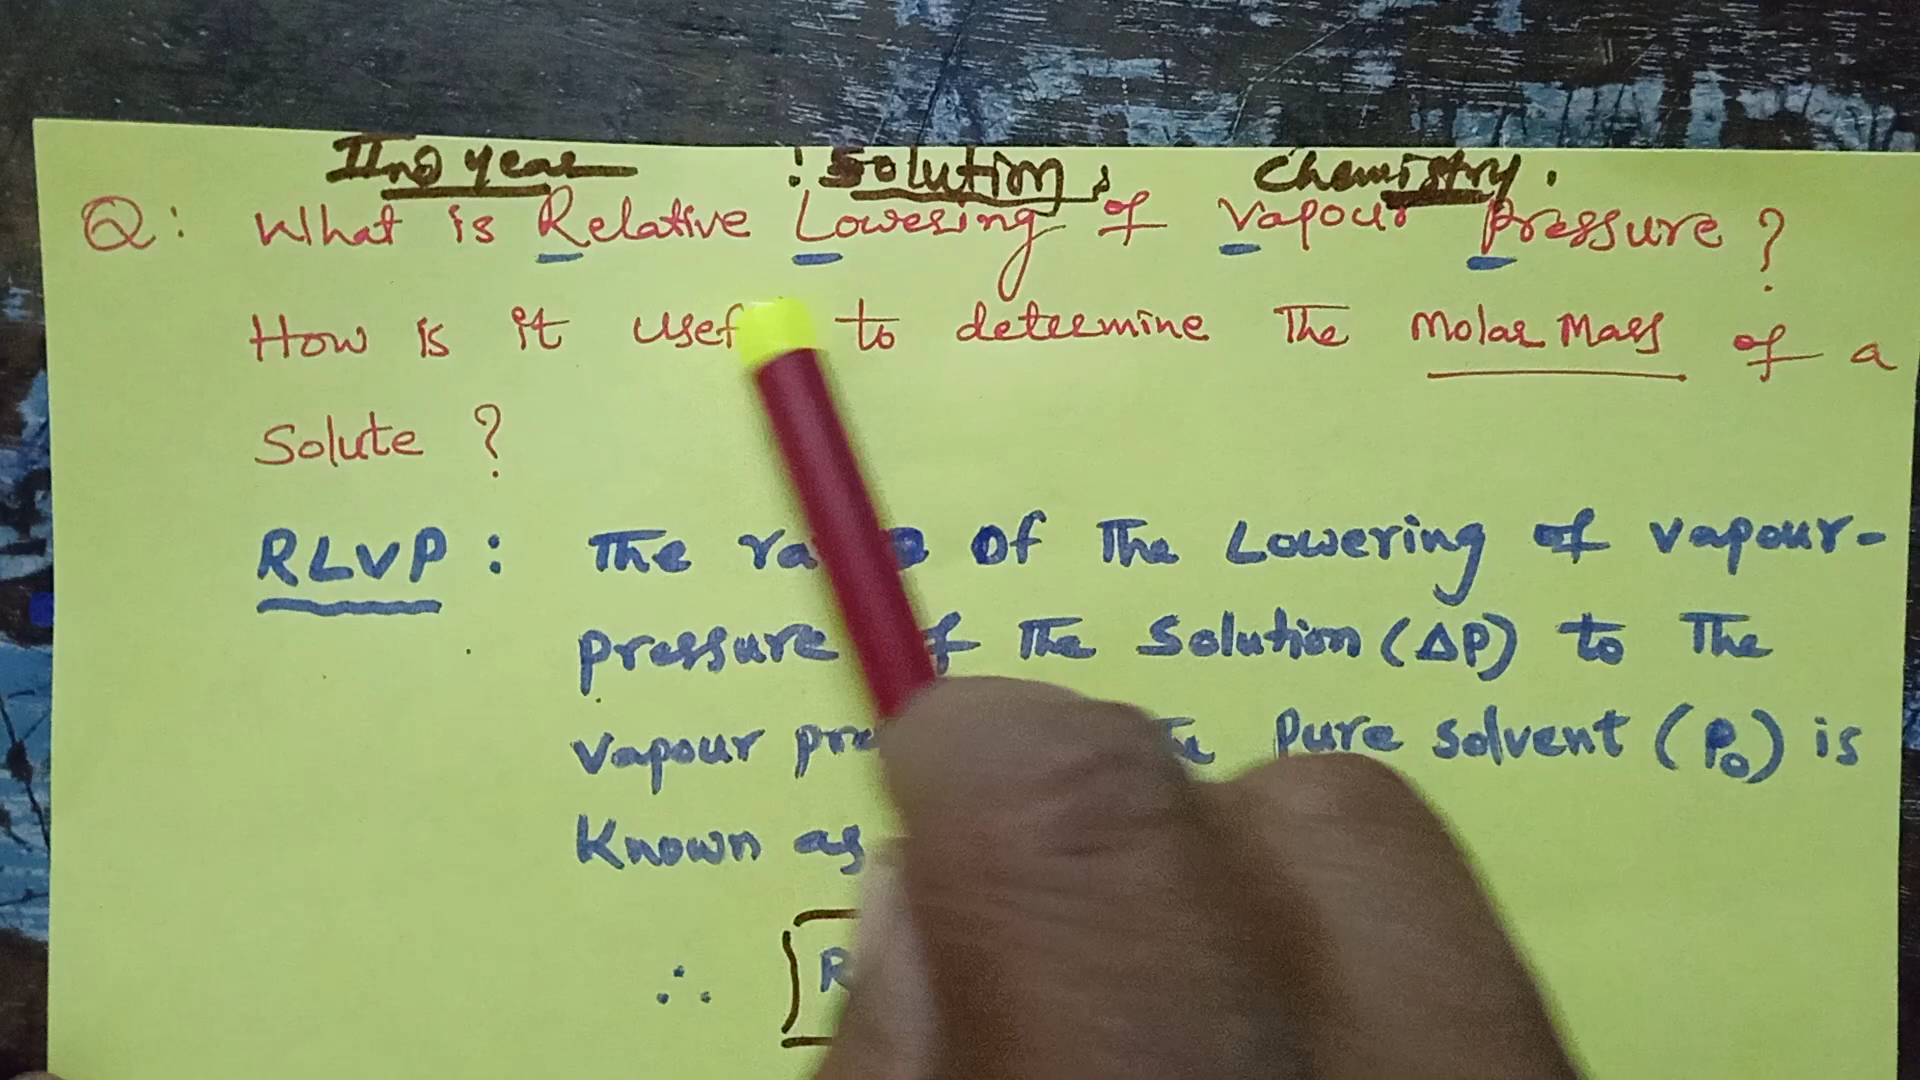 IInd year : Solution, Chemistry.
Q: What is Relative Lowering of Vapour Pressure ?
How is it to determine The Molar Mass of a
Solute ?
RLVP : The of The Lowering of vapour-
pressure The Solution (ΔP) to The
vapour Pure solvent (P₀) is
Known as
∴